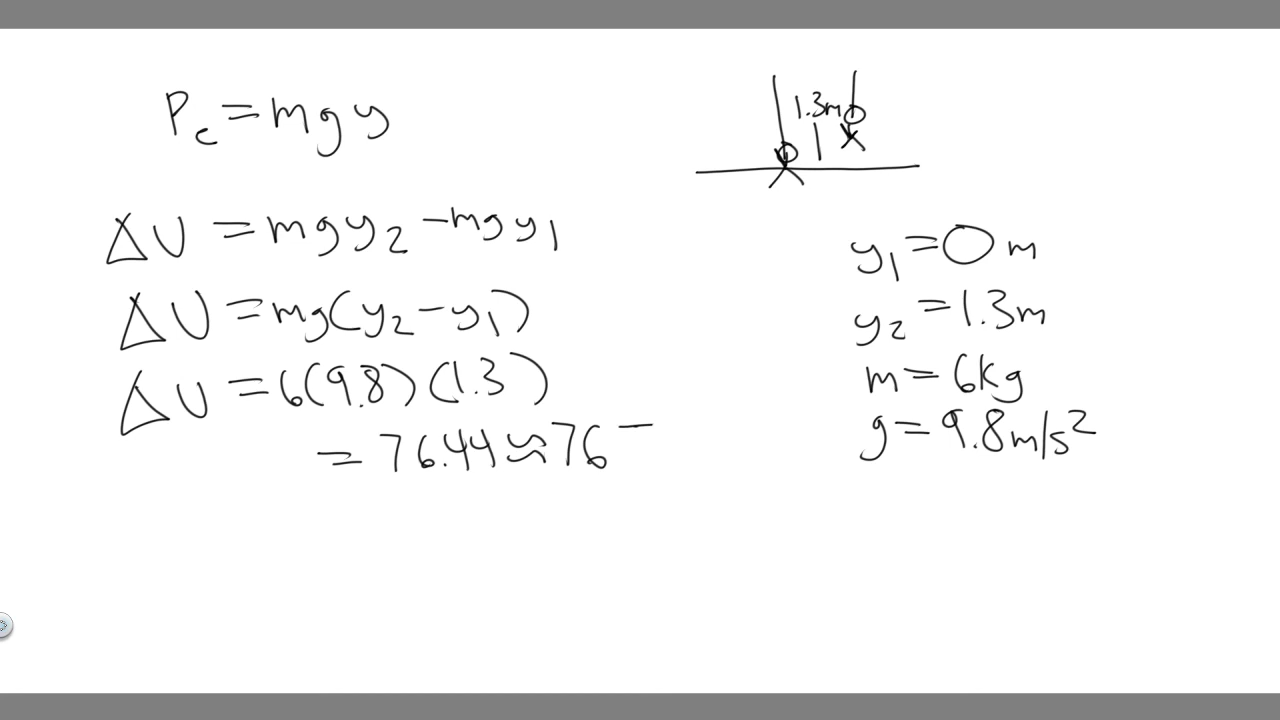 Pc = mgy
1.3m
ΔU = mgy₂ - mgy₁
ΔU = mg(y₂ - y₁)
ΔU = 6(9.8)(1.3)
= 76.44 ≈ 76
y₁ = 0 m
y₂ = 1.3m
m = 6kg
g = 9.8m/s²